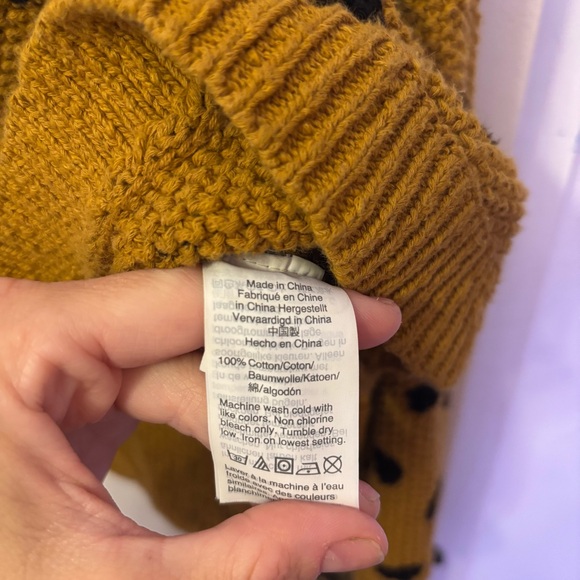 Made in China
Fabriqué en Chine
in China Hergestellt
Vervaardigd in China
中国製
Hecho en China
100% Cotton/Coton/
Baumwolle/Katoen/
綿/algodón
Machine wash cold with
like colors. Non chlorine
bleach only. Tumble dry
low. Iron on lowest setting.
Laver à la machine à l'eau
froide avec des couleurs